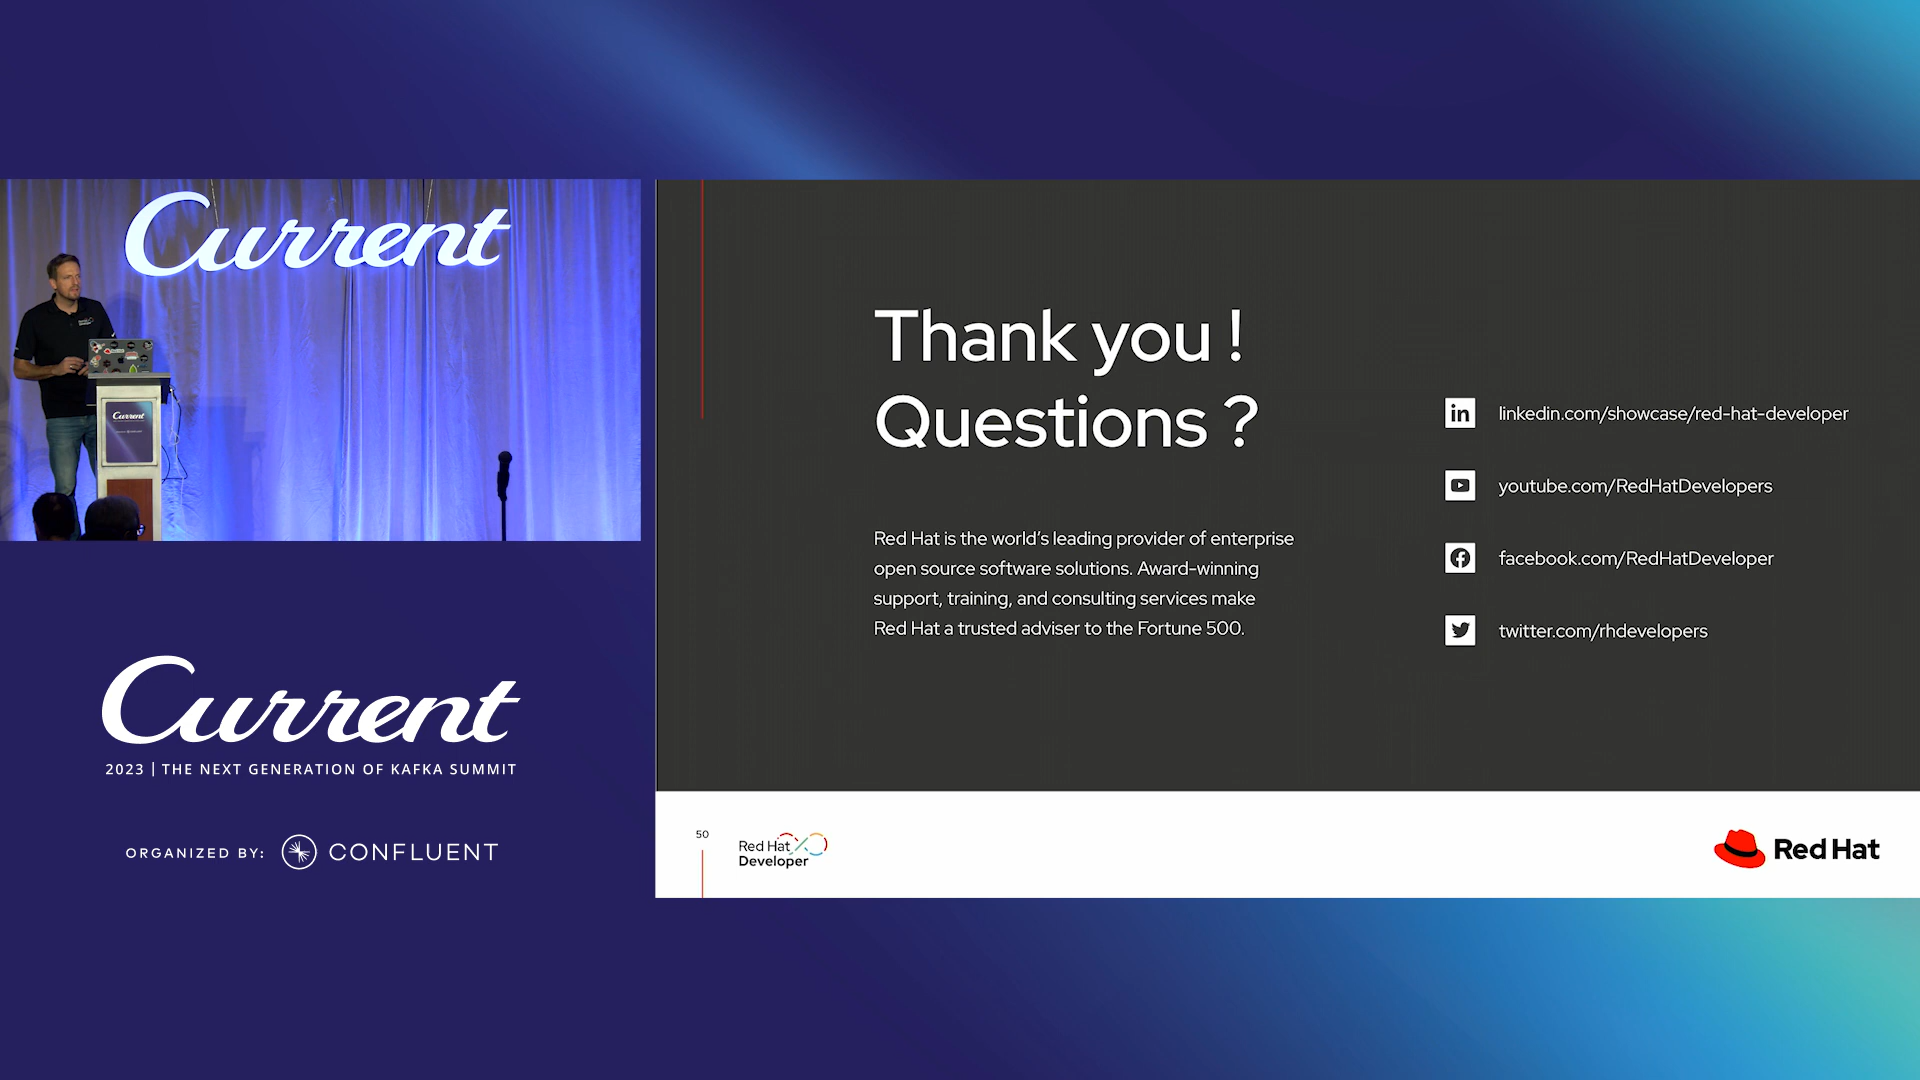 Current
Current
Current
2023 | THE NEXT GENERATION OF KAFKA SUMMIT
ORGANIZED BY: CONFLUENT
Thank you !
Questions ?
Red Hat is the world's leading provider of enterprise
open source software solutions. Award-winning
support, training, and consulting services make
Red Hat a trusted adviser to the Fortune 500.
linkedin.com/showcase/red-hat-developer
youtube.com/RedHatDevelopers
facebook.com/RedHatDeveloper
twitter.com/rhdevelopers
50
Red Hat
Developer
Red Hat